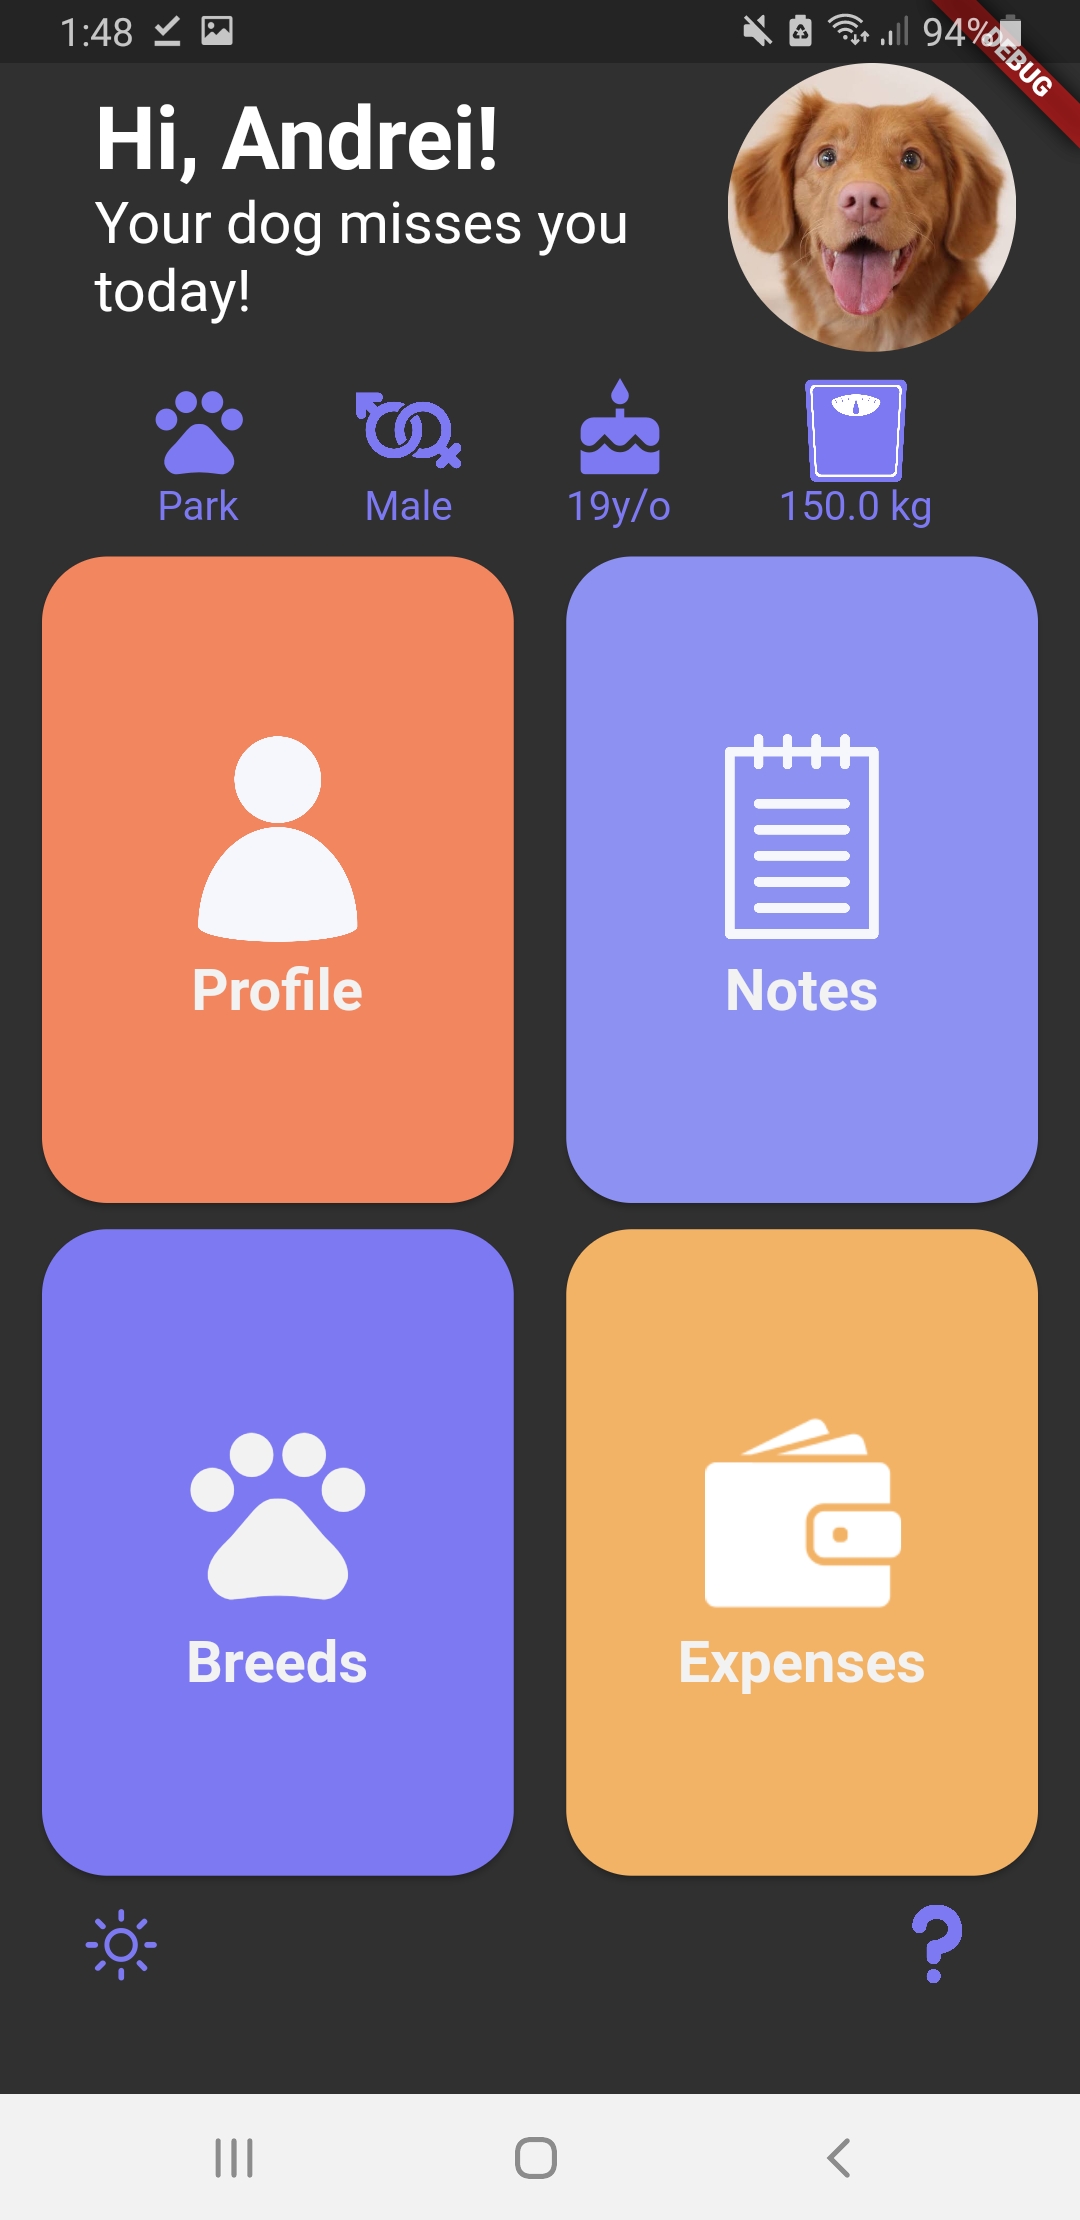 1:48
94%
DEBUG
Hi, Andrei!
Your dog misses you
today!
Park
Male
19y/o
150.0 kg
Profile
Notes
Breeds
Expenses
?